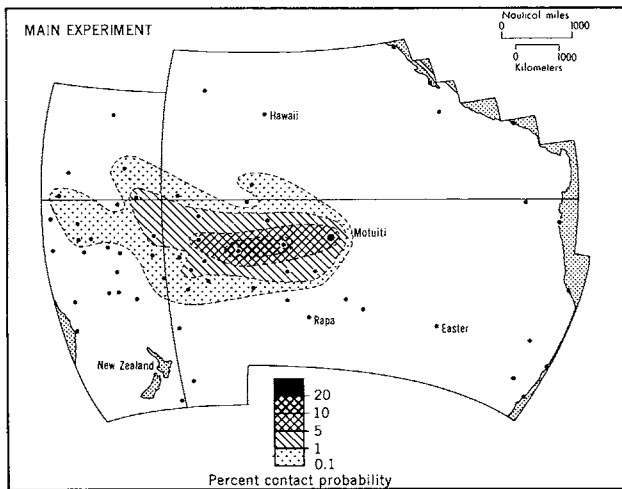 MAIN EXPERIMENT
Nautical miles
0 1000
0 1000
Kilometers
Hawaii
Motuiti
Rapa
Easter
New Zealand
20
10
5
1
0.1
Percent contact probability